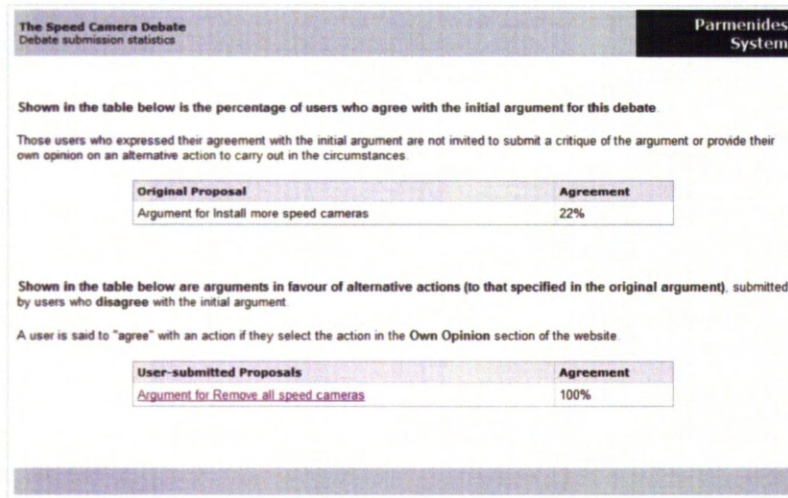 The Speed Camera Debate
Debate submission statistics
Parmenides
System
Shown in the table below is the percentage of users who agree with the initial argument for this debate.
Those users who expressed their agreement with the initial argument are not invited to submit a critique of the argument or provide their
own opinion on an alternative action to carry out in the circumstances.
Original Proposal Agreement
Argument for Install more speed cameras 22%
Shown in the table below are arguments in favour of alternative actions (to that specified in the original argument), submitted
by users who disagree with the initial argument.
A user is said to "agree" with an action if they select the action in the Own Opinion section of the website.
User-submitted Proposals Agreement
Argument for Remove all speed cameras 100%